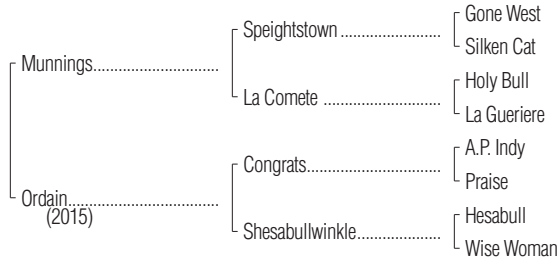 Gone West
Speightstown
Silken Cat
Munnings
Holy Bull
La Comete
La Gueriere
A.P. Indy
Congrats
Praise
Ordain
(2015)
Hesabull
Shesabullwinkle
Wise Woman